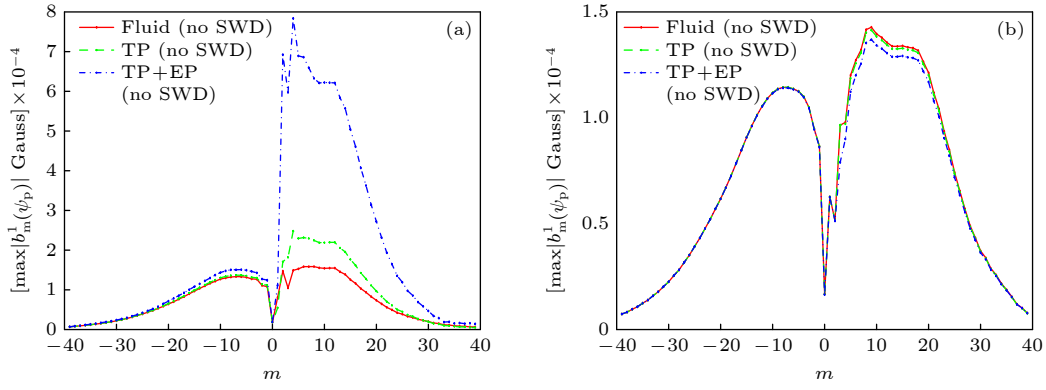 [max|b¹ₘ(ψₚ)| Gauss]×10⁻⁴
8
7
6
5
4
3
2
1
0
Fluid (no SWD)
TP (no SWD)
TP+EP
(no SWD)
(a)
−40 −30 −20 −10 0 10 20 30 40
m
[max|b¹ₘ(ψₚ)| Gauss]×10⁻⁴
1.5
1.0
0.5
0
Fluid (no SWD)
TP (no SWD)
TP+EP
(no SWD)
(b)
−40 −30 −20 −10 0 10 20 30 40
m